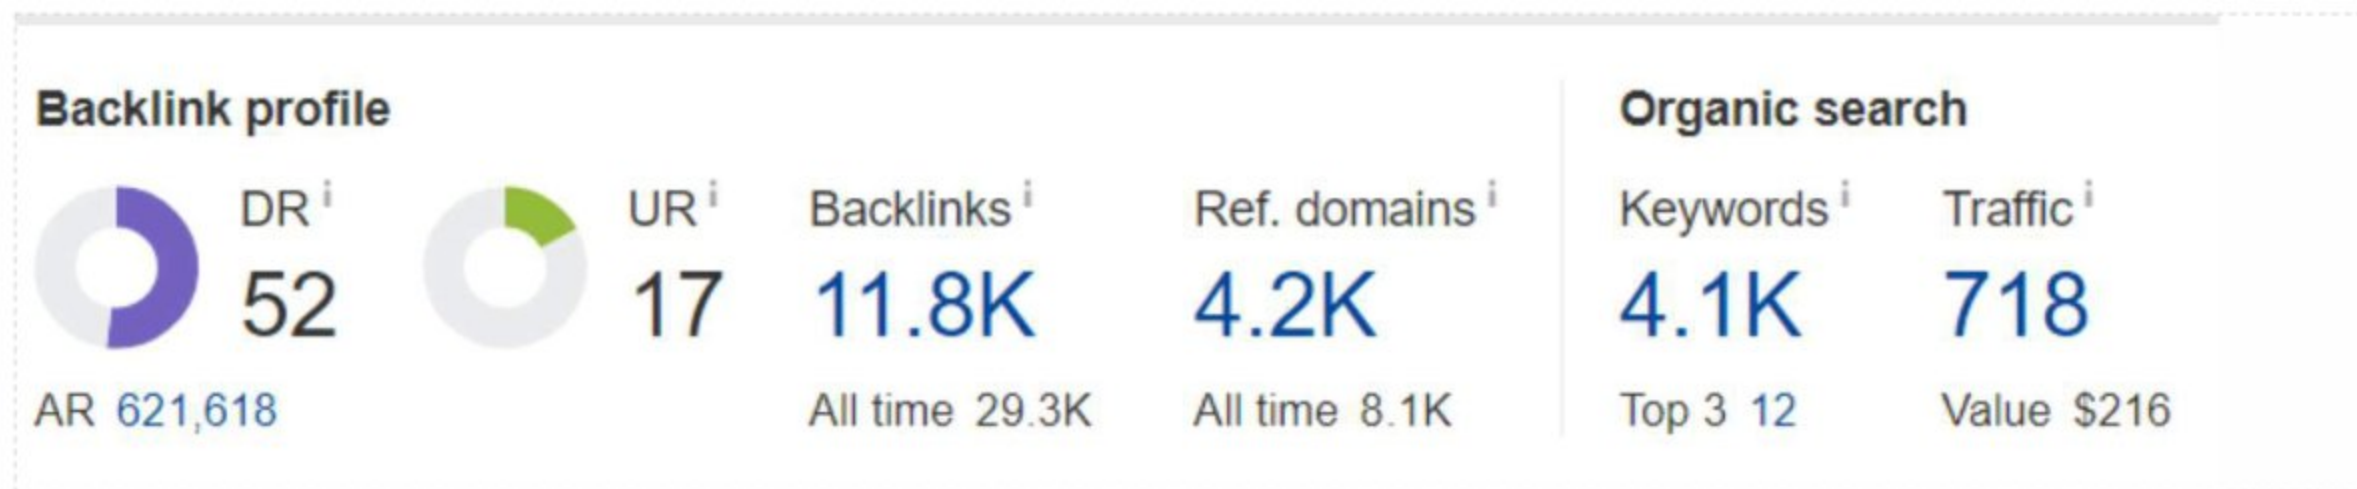 Backlink profile
Organic search
DR i
UR i
Backlinks i
Ref. domains i
Keywords i
Traffic i
52
17
11.8K
4.2K
4.1K
718
AR 621,618
All time 29.3K
All time 8.1K
Top 3 12
Value $216